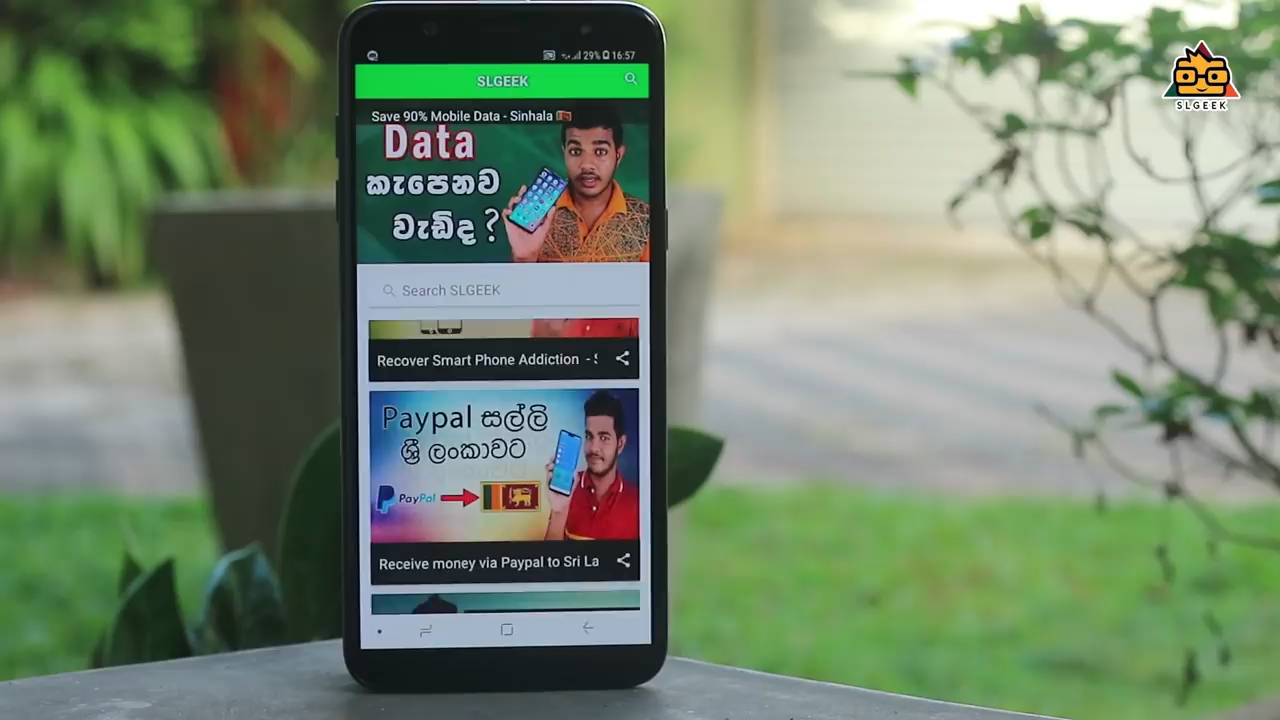 29% 16:57
SLGEEK
SLGEEK
Save 90% Mobile Data - Sinhala
Data
කැපෙනව
වැඩිද ?
Search SLGEEK
Recover Smart Phone Addiction - S
Paypal සල්ලි
ශ්‍රී ලංකාවට
PayPal
Receive money via Paypal to Sri La